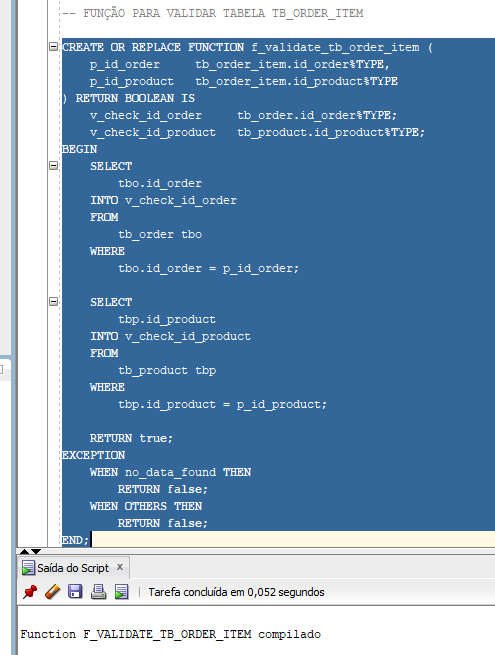 -- FUNÇÃO PARA VALIDAR TABELA TB_ORDER_ITEM
CREATE OR REPLACE FUNCTION f_validate_tb_order_item (
p_id_order tb_order_item.id_order%TYPE,
p_id_product tb_order_item.id_product%TYPE
) RETURN BOOLEAN IS
v_check_id_order tb_order.id_order%TYPE;
v_check_id_product tb_product.id_product%TYPE;
BEGIN
SELECT
tbo.id_order
INTO v_check_id_order
FROM
tb_order tbo
WHERE
tbo.id_order = p_id_order;
SELECT
tbp.id_product
INTO v_check_id_product
FROM
tb_product tbp
WHERE
tbp.id_product = p_id_product;
RETURN true;
EXCEPTION
WHEN no_data_found THEN
RETURN false;
WHEN OTHERS THEN
RETURN false;
END;
Saída do Script x
Tarefa concluída em 0,052 segundos
Function F_VALIDATE_TB_ORDER_ITEM compilado